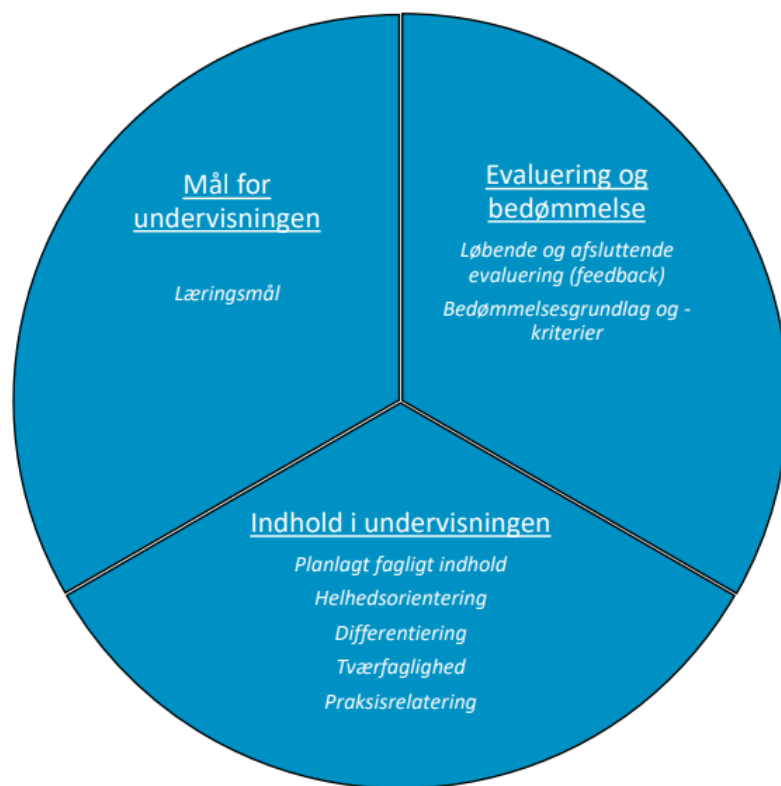 Mål for
undervisningen
Læringsmål
Evaluering og
bedømmelse
Løbende og afsluttende
evaluering (feedback)
Bedømmelsesgrundlag og -
kriterier
Indhold i undervisningen
Planlagt fagligt indhold
Helhedsorientering
Differentiering
Tværfaglighed
Praksisrelatering